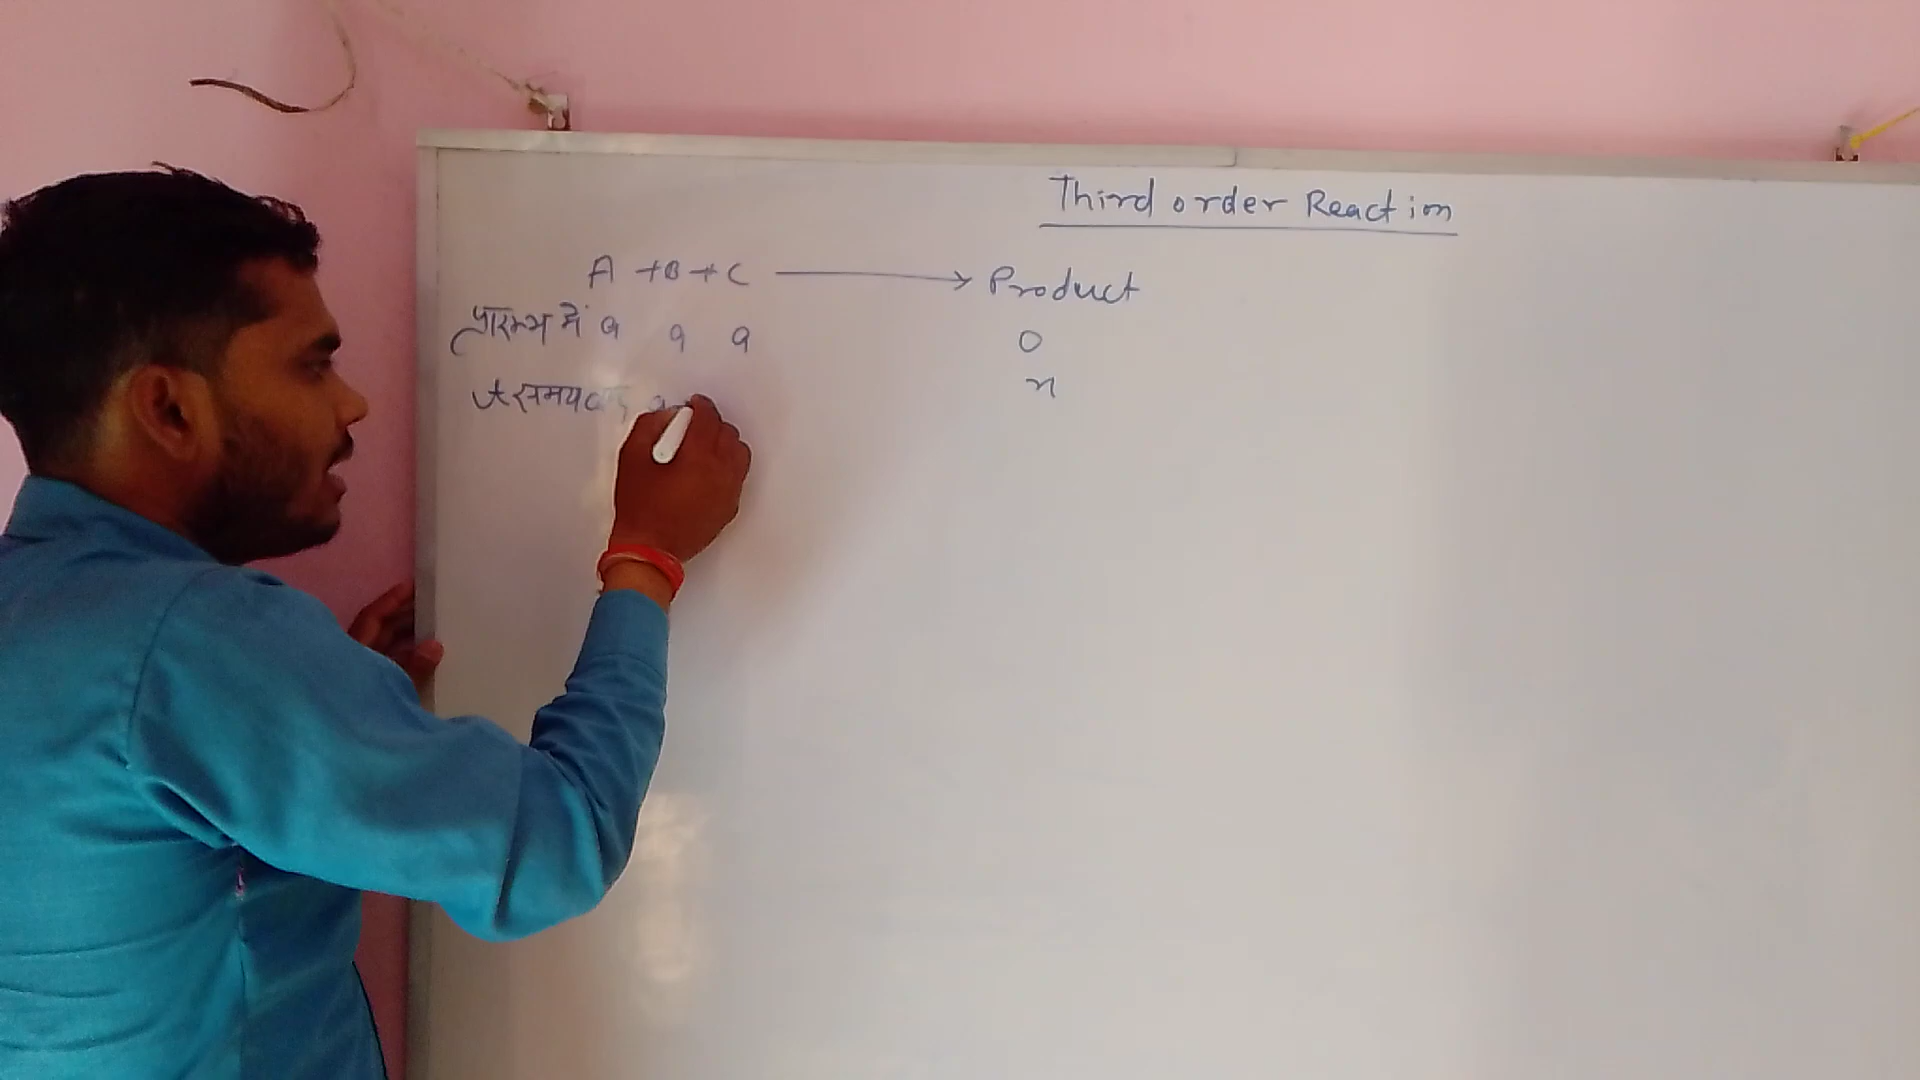 Third order Reaction
A + B + C → Product
प्रारम्भ में a a a 0
t समय बाद a- x